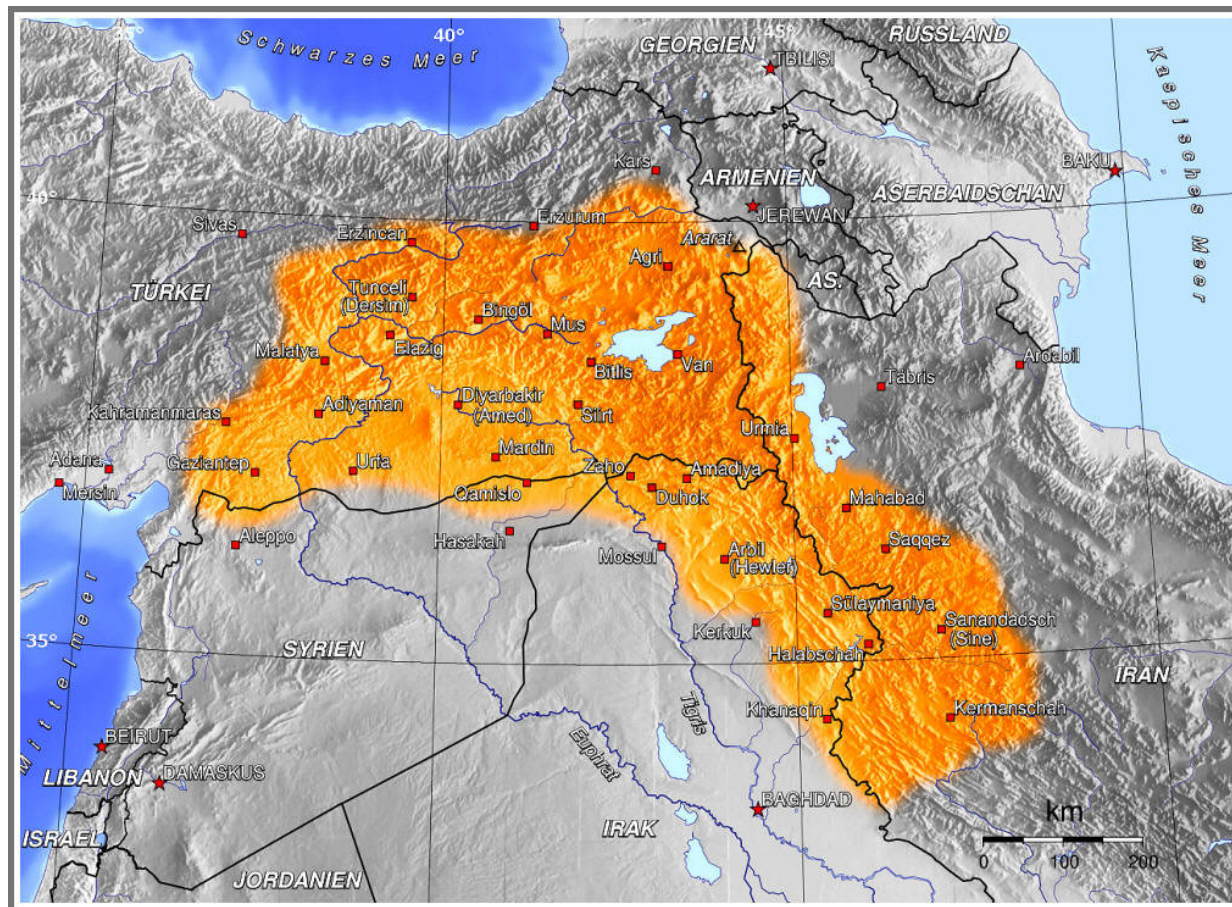 35°
40°
45°
Schwarzes Meer
GEORGIEN
RUSSLAND
TBILISI
Kaspisches Meer
Kars
ARMENIEN
ASERBAIDSCHAN
BAKU
40°
JEREWAN
Sivas
Erzurum
Erzincan
Ararat
Agri
TÜRKEI
Tunceli
(Dersim)
AS.
Bingöl
Mus
Elazig
Malatya
Bitlis
Van
Ardabil
Täbris
Diyarbakir
(Amed)
Siirt
Adiyaman
Kahramanmaras
Urmia
Mardin
Adana
Gaziantep
Urfa
Zaho
Amadiya
Mersin
Qamislo
Duhok
Mahabad
Aleppo
Hasakah
Mossul
Arbil
(Hewler)
Saqqez
Sülaymaniya
Sanandadsch
(Sine)
Kerkuk
35°
Halabschah
SYRIEN
IRAN
Mittelmeer
Tigris
Khanaqin
Kermanschah
Euphrat
BEIRUT
LIBANON
DAMASKUS
BAGHDAD
km
IRAK
ISRAEL
0 100 200
JORDANIEN